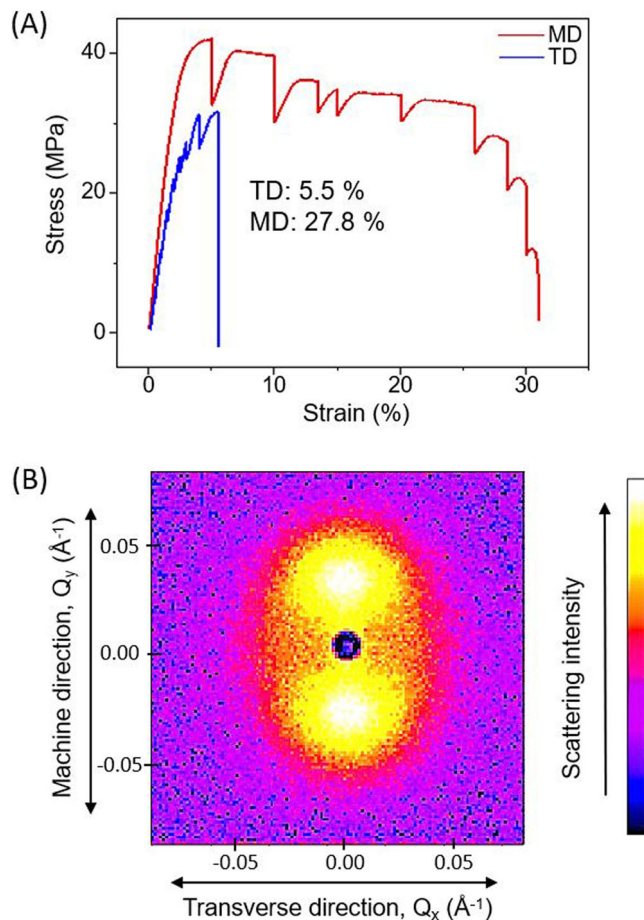 (A)
MD
TD
40
20
0
Stress (MPa)
TD: 5.5 %
MD: 27.8 %
0
10
20
30
Strain (%)
(B)
Machine direction, Qy (Å-1)
0.05
0.00
-0.05
-0.05
0.00
0.05
Transverse direction, Qx (Å-1)
Scattering intensity